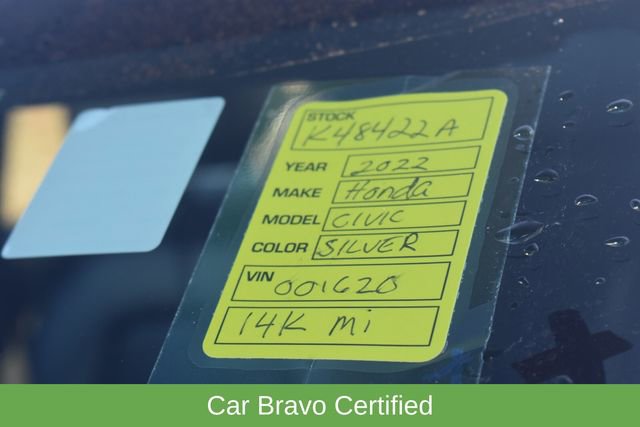 STOCK
K48422A
YEAR 2022
MAKE Honda
MODEL CIVIC
COLOR SILVER
VIN 001620
14K Mi
Car Bravo Certified